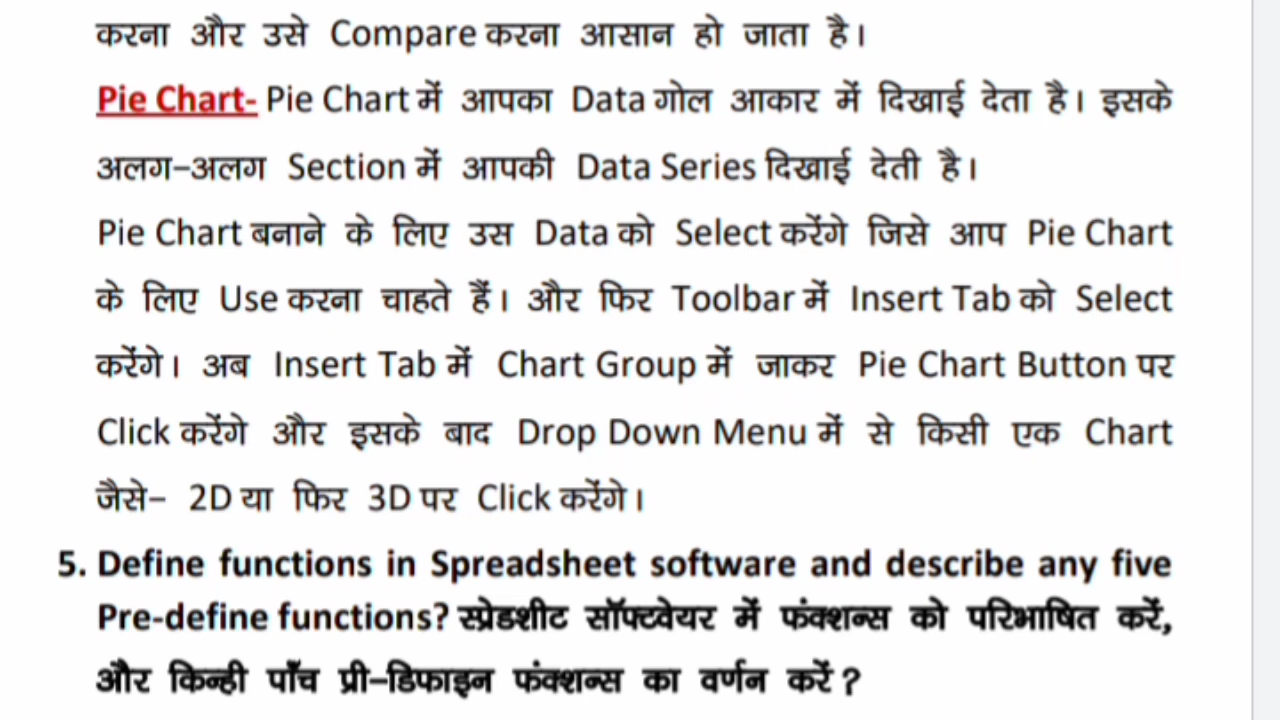 करना और उसे Compare करना आसान हो जाता है।
Pie Chart- Pie Chart में आपका Data गोल आकार में दिखाई देता है। इसके
अलग-अलग Section में आपकी Data Series दिखाई देती है।
Pie Chart बनाने के लिए उस Data को Select करेंगे जिसे आप Pie Chart
के लिए Use करना चाहते हैं। और फिर Toolbar में Insert Tab को Select
करेंगे। अब Insert Tab में Chart Group में जाकर Pie Chart Button पर
Click करेंगे और इसके बाद Drop Down Menu में से किसी एक Chart
जैसे- 2D या फिर 3D पर Click करेंगे।
5. Define functions in Spreadsheet software and describe any five
Pre-define functions? स्प्रेडशीट सॉफ्टवेयर में फंक्शन्स को परिभाषित करें,
और किन्ही पाँच प्री-डिफाइन फंक्शन्स का वर्णन करें ?